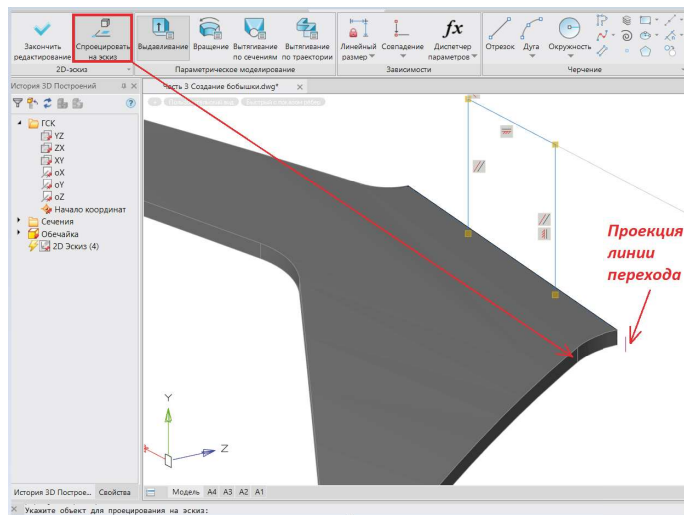 Закончить редактирование
Спроецировать на эскиз
Выдавливание
Вращение
Вытягивание по сечениям
Вытягивание по траектории
Линейный размер
Совпадение
fx
Диспетчер параметров
Отрезок
Дуга
Окружность
2D-эскиз
Параметрическое моделирование
Зависимости
Черчение
История 3D Построений
Часть 3 Создание бобышки.dwg*
ГСК
YZ
ZX
XY
oX
oY
oZ
Начало координат
Сечения
Обечайка
2D Эскиз (4)
Проекция
линии
перехода
Y
Z
История 3D Построе...
Свойства
Модель
A4
A3
A2
A1
Укажите объект для проецирования на эскиз: